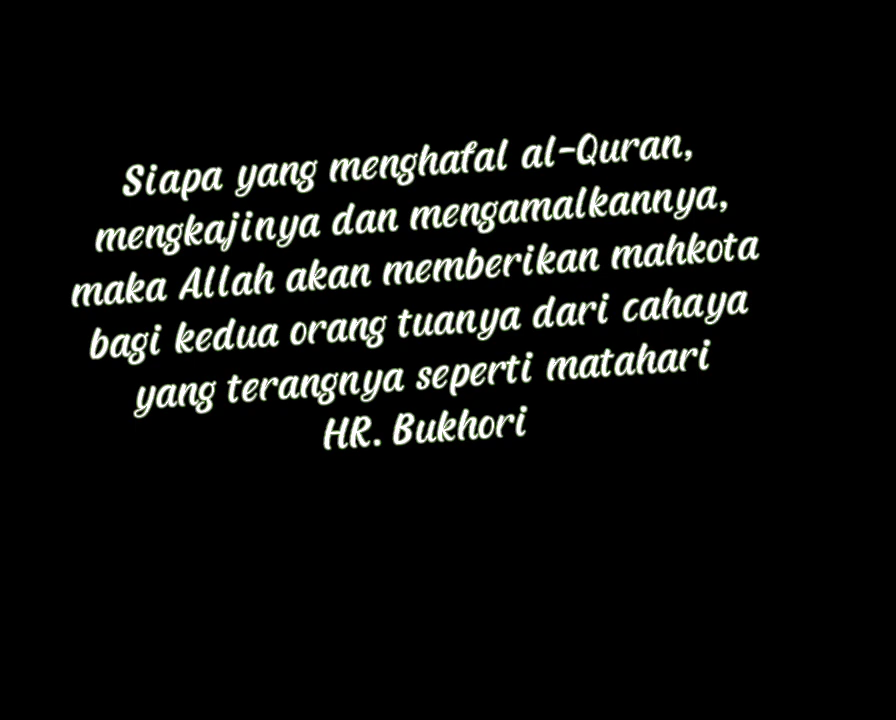 Siapa yang menghafal al-Quran,
mengkajinya dan mengamalkannya,
maka Allah akan memberikan mahkota
bagi kedua orang tuanya dari cahaya
yang terangnya seperti matahari
HR. Bukhori